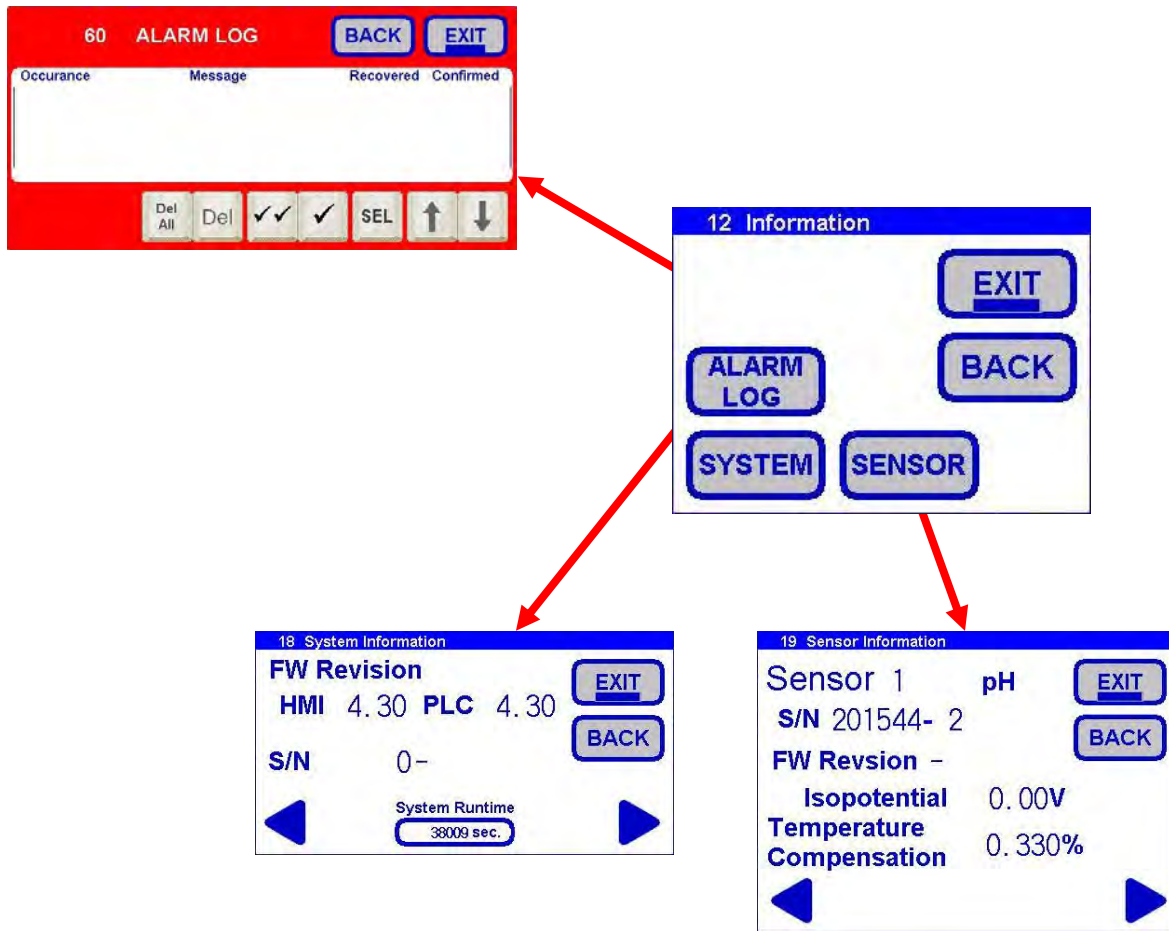 60 ALARM LOG BACK EXIT
Occurance Message Recovered Confirmed
Del All Del ✓✓ ✓ SEL ↑ ↓
12 Information
EXIT
ALARM LOG
BACK
SYSTEM SENSOR
18 System Information
FW Revision EXIT
HMI 4.30 PLC 4.30
BACK
S/N 0-
System Runtime
38009 sec.
19 Sensor Information
Sensor 1 pH EXIT
S/N 201544- 2
BACK
FW Revsion -
Isopotential 0.00V
Temperature
Compensation 0.330%